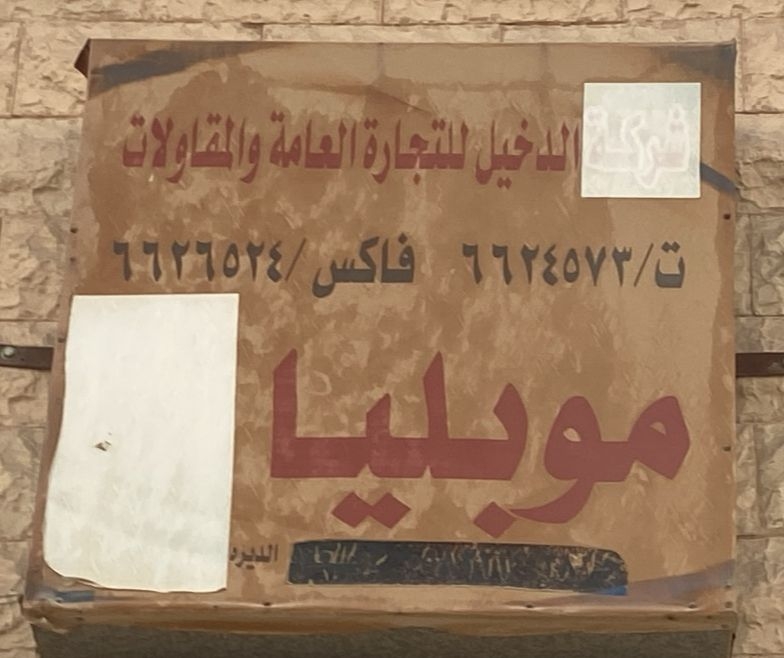 شركة الدخيل للتجارة العامة والمقاولات
ت/٦٦٢٤٥٧٣ فاكس/٦٦٢٦٥٢٤
موبليا